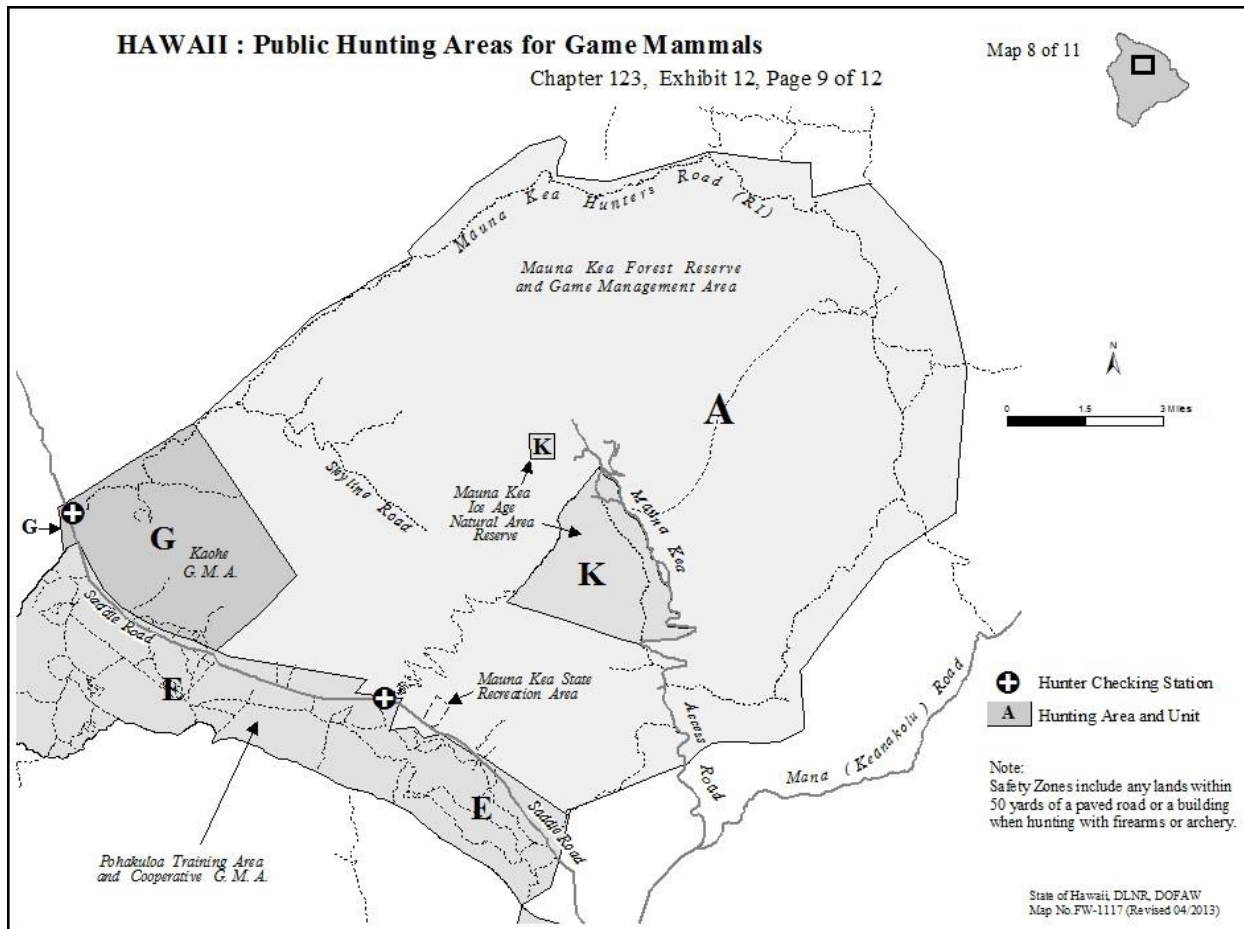 HAWAII : Public Hunting Areas for Game Mammals
Map 8 of 11
Chapter 123, Exhibit 12, Page 9 of 12
Mauna Kea Hunters Road (R1)
Mauna Kea Forest Reserve
and Game Management Area
N
A
0 1.5 3 Miles
K
Skyline Road
Mauna Kea
Ice Age
Natural Area
Reserve
Mauna Kea
Access Road
G
G
Kaohe
G. M. A.
K
Saddle Road
E
Mauna Kea State
Recreation Area
Mana (Keanakolu) Road
E
Saddle Road
Pohakuloa Training Area
and Cooperative G. M. A.
Hunter Checking Station
A Hunting Area and Unit
Note:
Safety Zones include any lands within
50 yards of a paved road or a building
when hunting with firearms or archery.
State of Hawaii, DLNR, DOFAW
Map No.FW-1117 (Revised 04/2013)